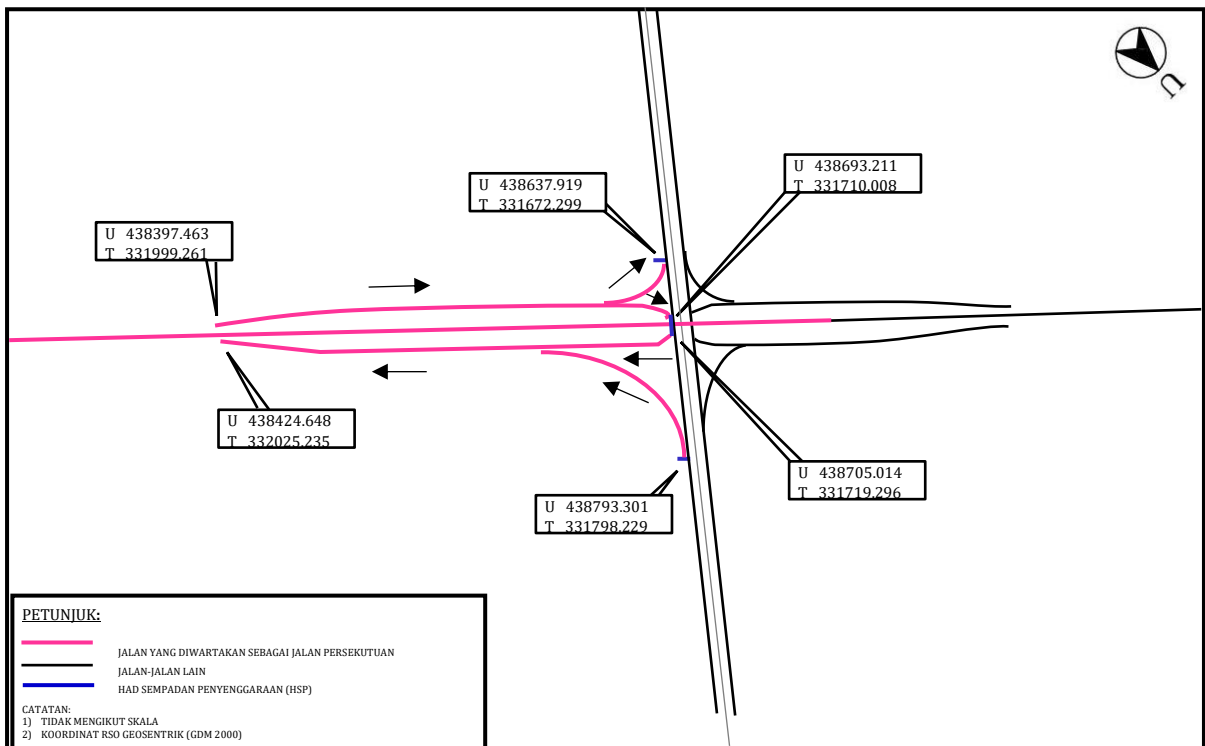 U
U 438693.211
T 331710.008
U 438637.919
T 331672.299
U 438397.463
T 331999.261
U 438424.648
T 332025.235
U 438705.014
T 331719.296
U 438793.301
T 331798.229
PETUNJUK:
JALAN YANG DIWARTAKAN SEBAGAI JALAN PERSEKUTUAN
JALAN-JALAN LAIN
HAD SEMPADAN PENYENGGARAAN (HSP)
CATATAN:
1) TIDAK MENGIKUT SKALA
2) KOORDINAT RSO GEOSENTRIK (GDM 2000)